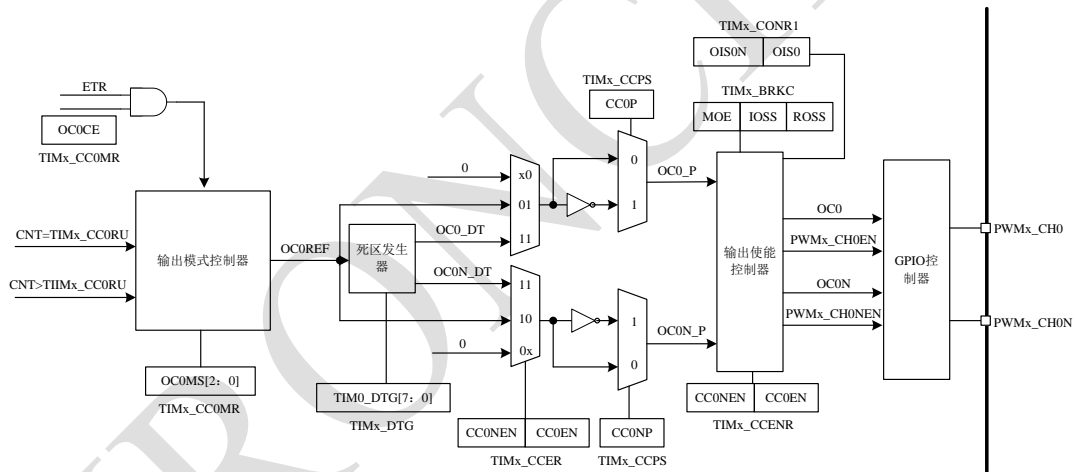 ETR
OC0CE
TIMx_CC0MR
CNT=TIMx_CC0RU
CNT>TIIMx_CC0RU
输出模式控制器
OC0MS[2：0]
TIMx_CC0MR
OC0REF
死区发生器
TIM0_DTG[7：0]
TIMx_DTG
OC0_DT
OC0N_DT
0
x0
01
11
11
10
0x
0
CC0NEN
CC0EN
TIMx_CCER
TIMx_CCPS
CC0P
0
1
1
0
CC0NP
TIMx_CCPS
OC0_P
OC0N_P
TIMx_CONR1
OIS0N
OIS0
TIMx_BRKC
MOE
IOSS
ROSS
输出使能控制器
CC0NEN
CC0EN
TIMx_CCENR
OC0
PWMx_CH0EN
OC0N
PWMx_CH0NEN
GPIO控制器
PWMx_CH0
PWMx_CH0N